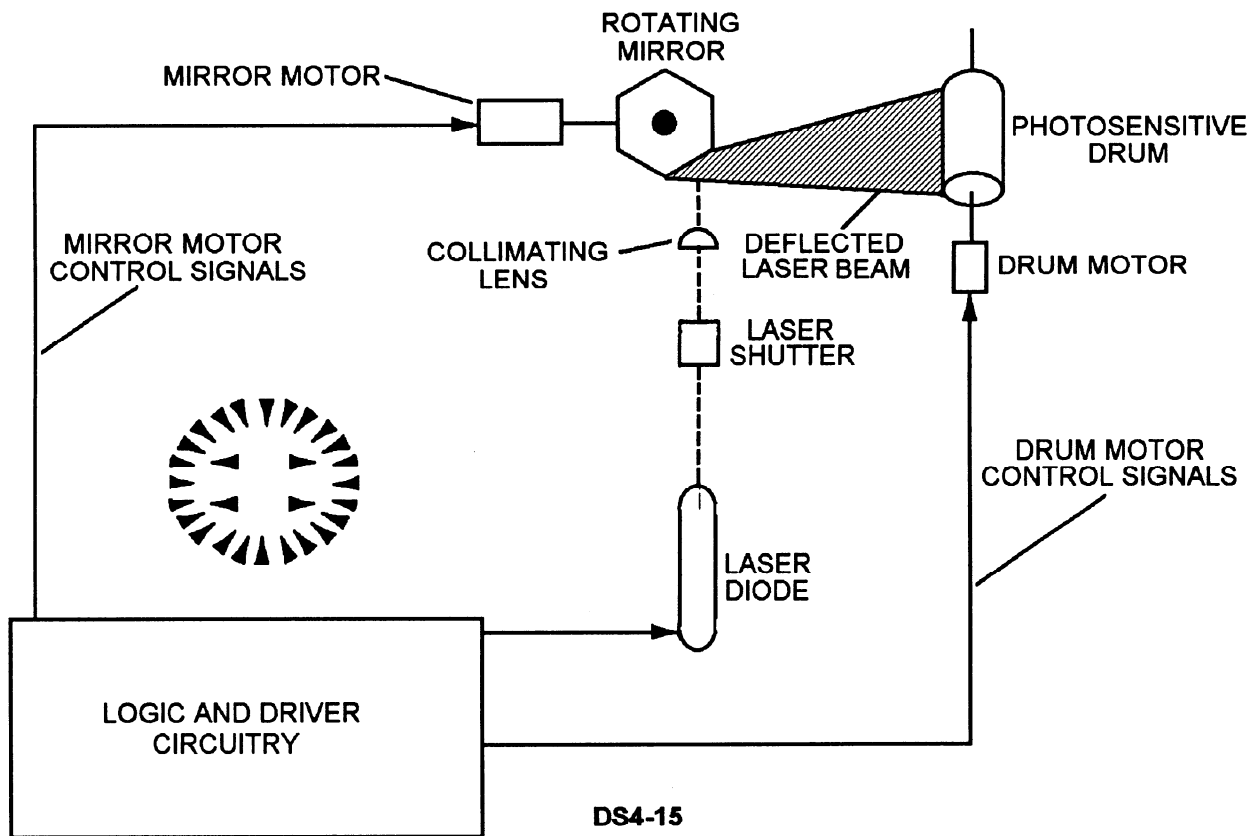 ROTATING
MIRROR
MIRROR MOTOR
PHOTOSENSITIVE
DRUM
MIRROR MOTOR
CONTROL SIGNALS
COLLIMATING
LENS
DEFLECTED
LASER BEAM
DRUM MOTOR
LASER
SHUTTER
DRUM MOTOR
CONTROL SIGNALS
LASER
DIODE
LOGIC AND DRIVER
CIRCUITRY
DS4-15